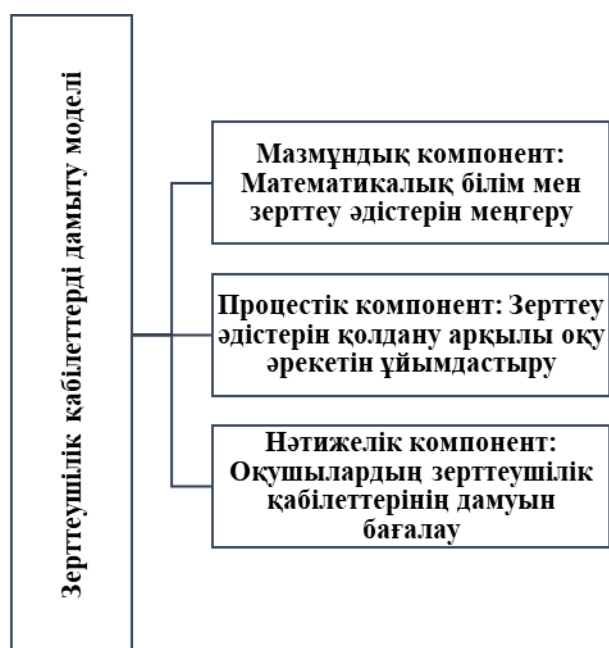 Зерттеушілік қабілеттерді дамыту моделі
Мазмұндық компонент:
Математикалық білім мен
зерттеу әдістерін меңгеру
Процестік компонент: Зерттеу
әдістерін қолдану арқылы оқу
әрекетін ұйымдастыру
Нәтижелік компонент:
Оқушылардың зерттеушілік
қабілеттерінің дамуын
бағалау